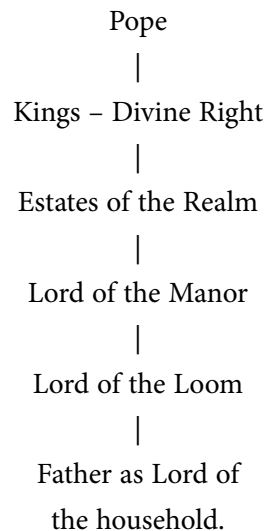 Pope
Kings – Divine Right
Estates of the Realm
Lord of the Manor
Lord of the Loom
Father as Lord of
the household.